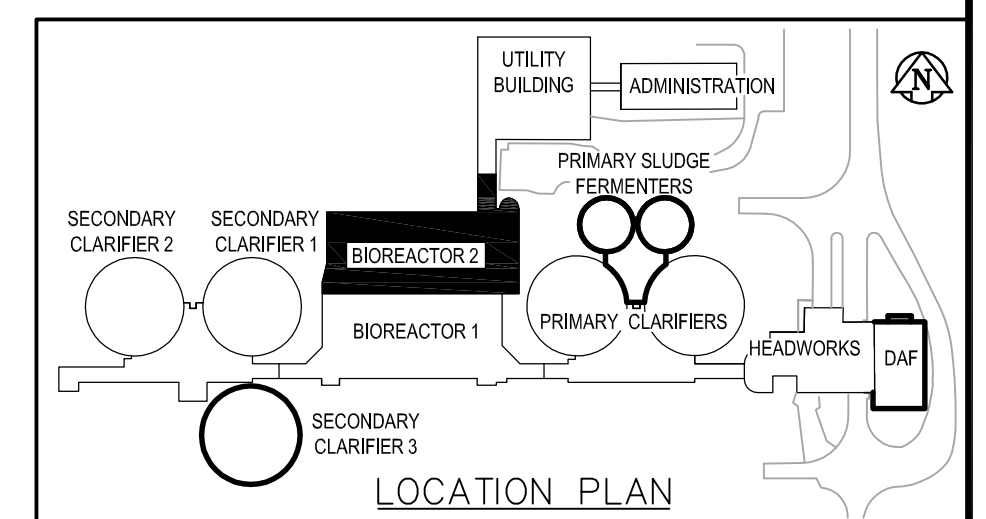 UTILITY
BUILDING
ADMINISTRATION
N
PRIMARY SLUDGE
FERMENTERS
SECONDARY
CLARIFIER 2
SECONDARY
CLARIFIER 1
BIOREACTOR 2
BIOREACTOR 1
PRIMARY CLARIFIERS
HEADWORKS
DAF
SECONDARY
CLARIFIER 3
LOCATION PLAN